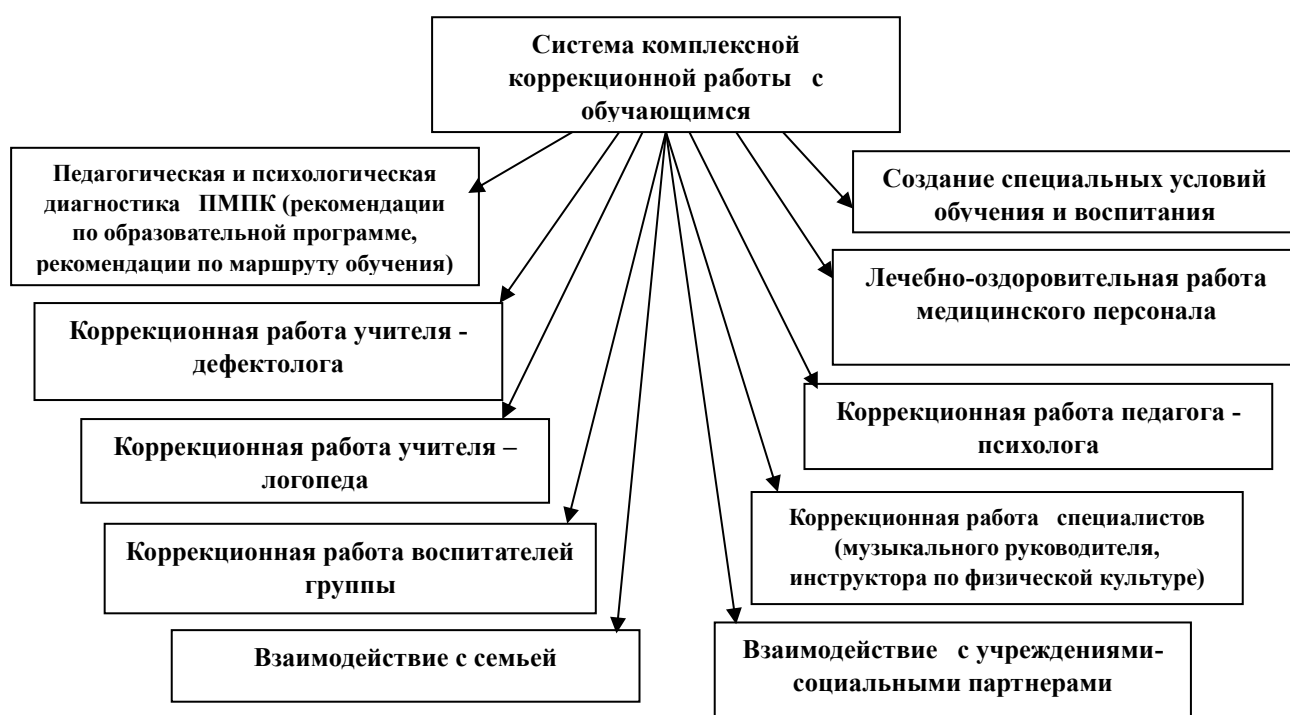 Система комплексной
коррекционной работы с
обучающимся
Педагогическая и психологическая
диагностика ПМПК (рекомендации
по образовательной программе,
рекомендации по маршруту обучения)
Создание специальных условий
обучения и воспитания
Лечебно-оздоровительная работа
медицинского персонала
Коррекционная работа учителя -
дефектолога
Коррекционная работа педагога -
психолога
Коррекционная работа учителя –
логопеда
Коррекционная работа специалистов
(музыкального руководителя,
инструктора по физической культуре)
Коррекционная работа воспитателей
группы
Взаимодействие с семьей
Взаимодействие с учреждениями-
социальными партнерами